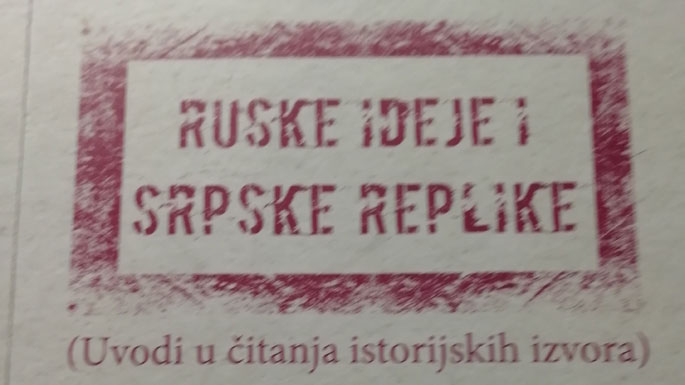 RUSKE IDEJE I
SRPSKE REPLIKE
(Uvodi u čitanja istorijskih izvora)